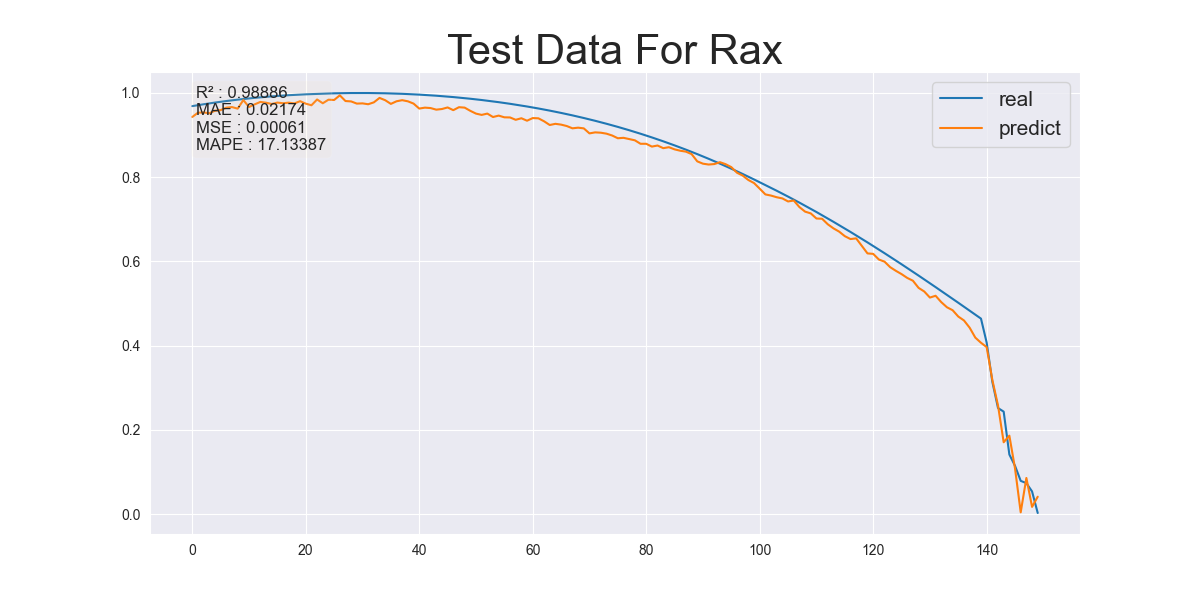 Test Data For Rax
R² : 0.98886
MAE : 0.02174
MSE : 0.00061
MAPE : 17.13387
real
predict
1.0
0.8
0.6
0.4
0.2
0.0
0 20 40 60 80 100 120 140